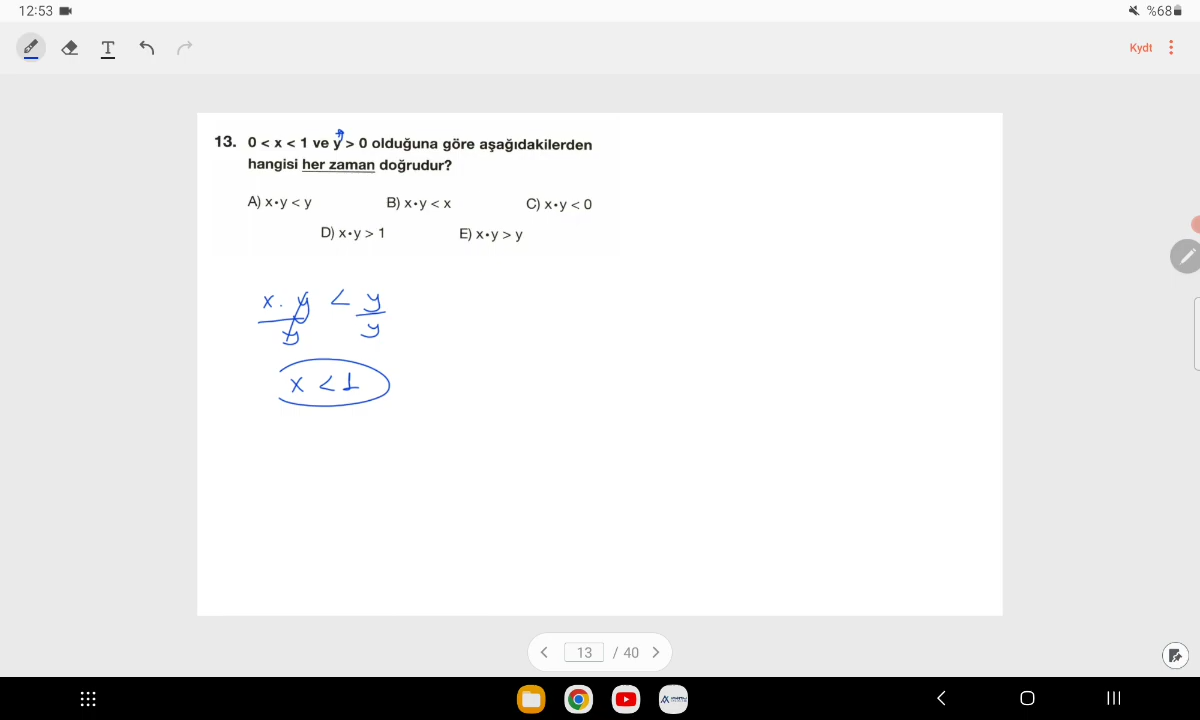 12:53
%68
T
Kydt
13. 0 < x < 1 ve y > 0 olduğuna göre aşağıdakilerden
hangisi her zaman doğrudur?
A) x•y < y B) x•y < x C) x•y < 0
D) x•y > 1 E) x•y > y
x . y < y
y y
x < 1
13 / 40